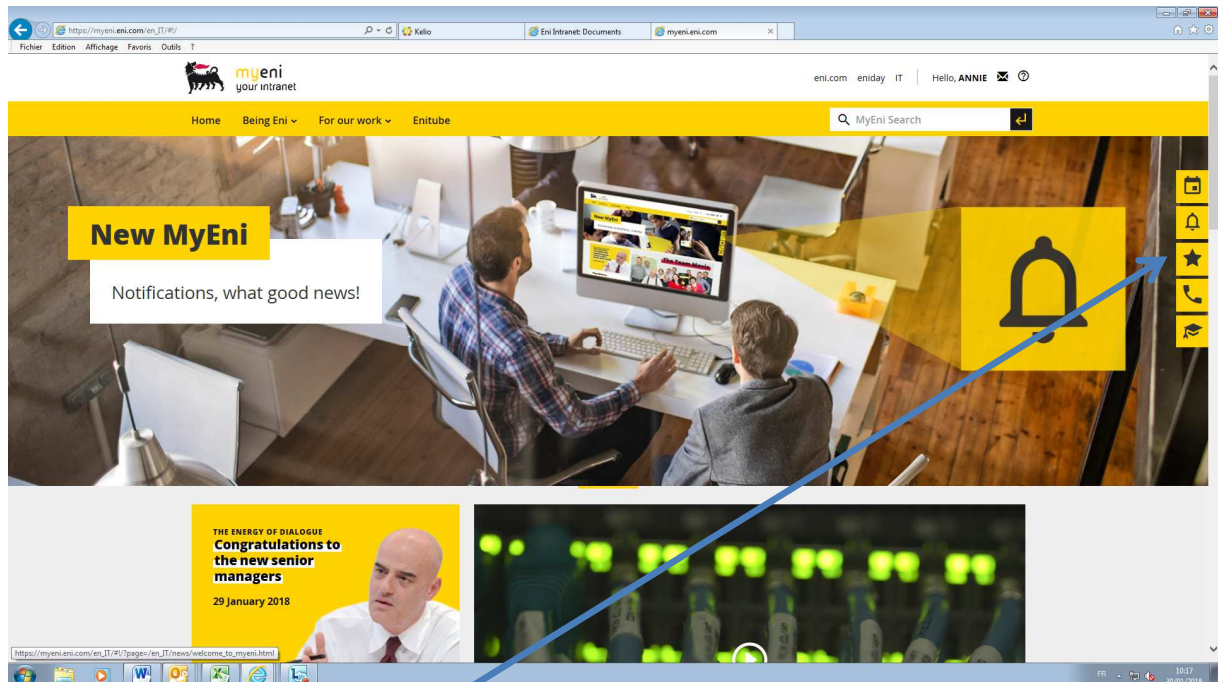 https://myeni.eni.com/en_IT/#!/
Kelio
Eni Intranet: Documents
myeni.eni.com
Fichier Edition Affichage Favoris Outils ?
myeni
your intranet
eni.com eniday IT Hello, ANNIE
Home Being Eni For our work Enitube
MyEni Search
New MyEni
Notifications, what good news!
THE ENERGY OF DIALOGUE
Congratulations to
the new senior
managers
29 January 2018
https://myeni.eni.com/en_IT/#!/?page=/en_IT/news/welcome_to_myeni.html
FR
10:17
30/01/2018